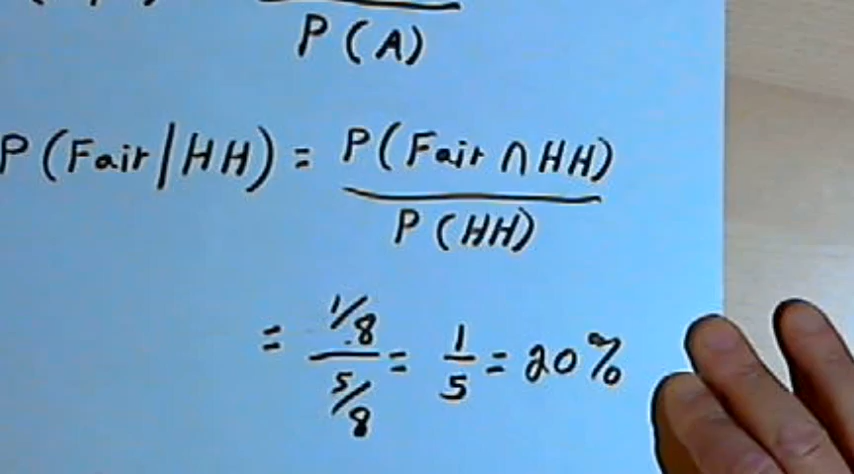 P(A)
P(Fair|HH) = P(Fair ∩ HH)
P(HH)
= 1/8 = 1/5 = 20%
5/8